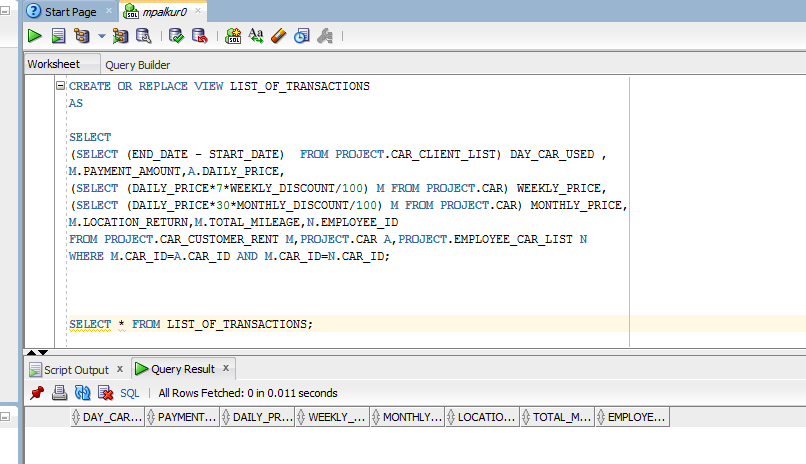 Start Page
mpalkur0
Worksheet
Query Builder
CREATE OR REPLACE VIEW LIST_OF_TRANSACTIONS
AS
SELECT
(SELECT (END_DATE - START_DATE)  FROM PROJECT.CAR_CLIENT_LIST) DAY_CAR_USED ,
M.PAYMENT_AMOUNT,A.DAILY_PRICE,
(SELECT (DAILY_PRICE*7*WEEKLY_DISCOUNT/100) M FROM PROJECT.CAR) WEEKLY_PRICE,
(SELECT (DAILY_PRICE*30*MONTHLY_DISCOUNT/100) M FROM PROJECT.CAR) MONTHLY_PRICE,
M.LOCATION_RETURN,M.TOTAL_MILEAGE,N.EMPLOYEE_ID
FROM PROJECT.CAR_CUSTOMER_RENT M,PROJECT.CAR A,PROJECT.EMPLOYEE_CAR_LIST N
WHERE M.CAR_ID=A.CAR_ID AND M.CAR_ID=N.CAR_ID;
SELECT * FROM LIST_OF_TRANSACTIONS;
Script Output x
Query Result x
SQL | All Rows Fetched: 0 in 0.011 seconds
DAY_CAR... PAYMENT... DAILY_PR... WEEKLY_... MONTHLY... LOCATIO... TOTAL_M... EMPLOYE...